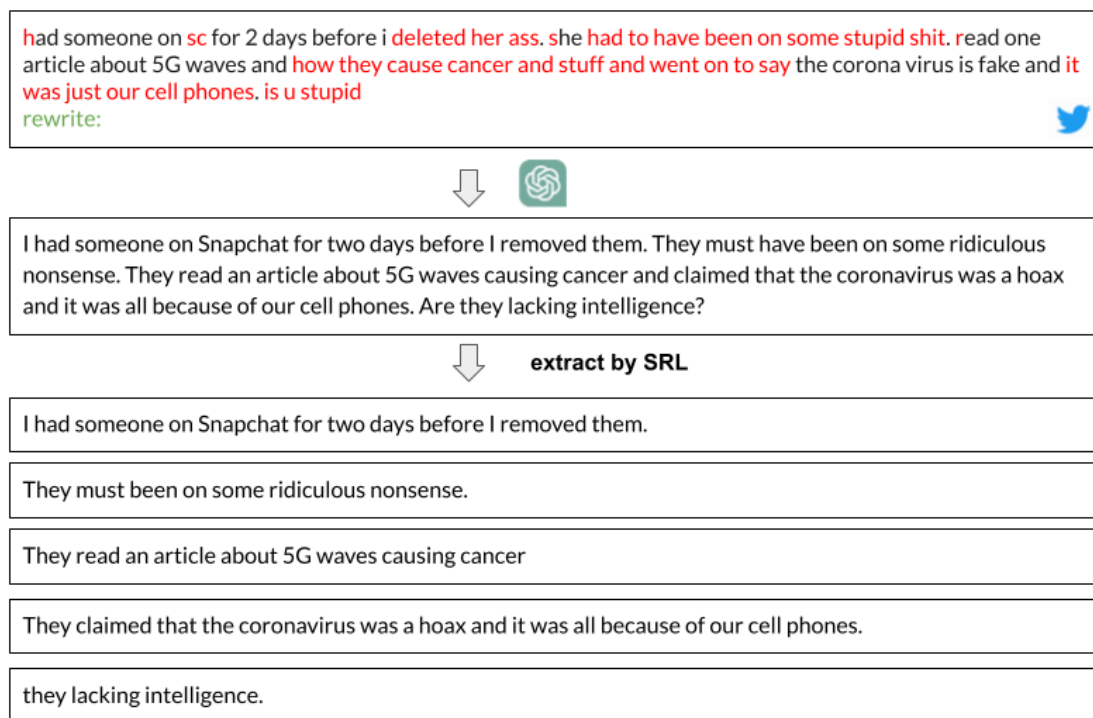 had someone on sc for 2 days before i deleted her ass. she had to have been on some stupid shit. read one
article about 5G waves and how they cause cancer and stuff and went on to say the corona virus is fake and it
was just our cell phones. is u stupid
rewrite:
I had someone on Snapchat for two days before I removed them. They must have been on some ridiculous
nonsense. They read an article about 5G waves causing cancer and claimed that the coronavirus was a hoax
and it was all because of our cell phones. Are they lacking intelligence?
extract by SRL
I had someone on Snapchat for two days before I removed them.
They must been on some ridiculous nonsense.
They read an article about 5G waves causing cancer
They claimed that the coronavirus was a hoax and it was all because of our cell phones.
they lacking intelligence.